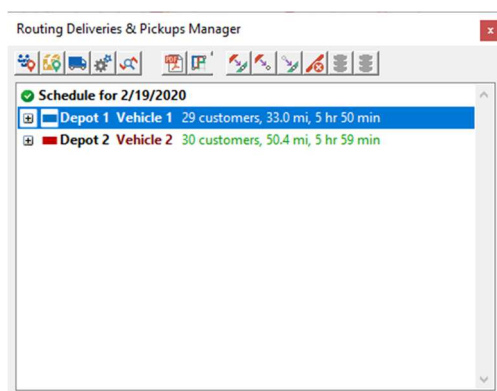 Routing Deliveries & Pickups Manager
Schedule for 2/19/2020
Depot 1 Vehicle 1 29 customers, 33.0 mi, 5 hr 50 min
Depot 2 Vehicle 2 30 customers, 50.4 mi, 5 hr 59 min